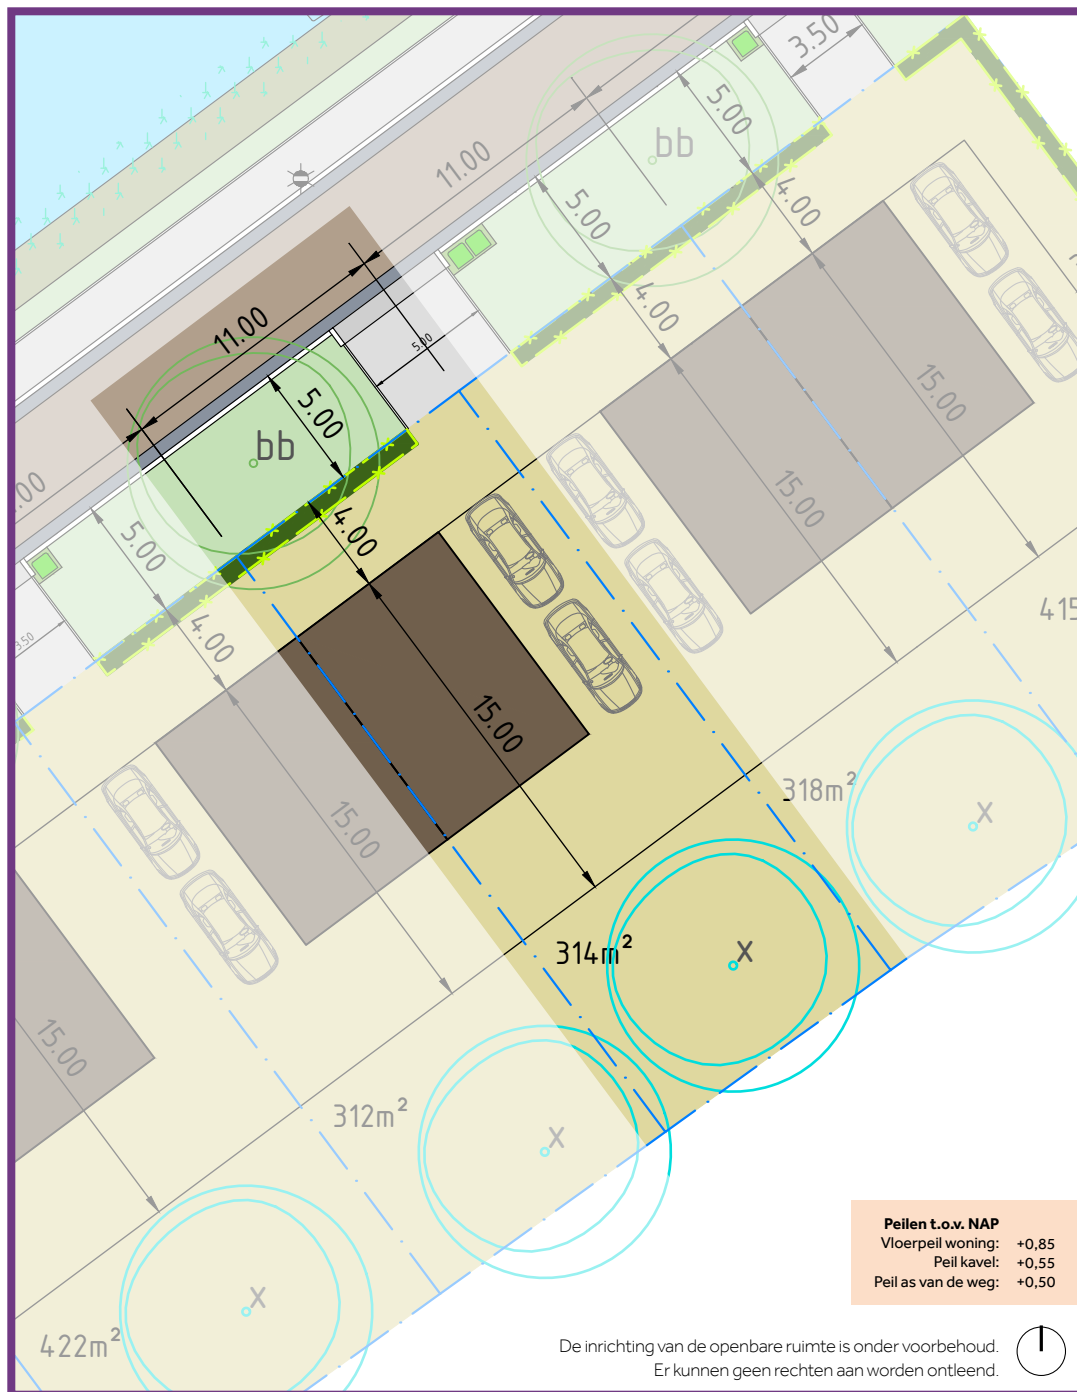 3.50
5.00
bb
11.00
5.00
4.00
4.00
11.00
5.00
5.00
15.00
bb
15.00
4.00
5.00
4.00
3.50
415
15.00
318m²
x
15.00
314m²
x
15.00
312m²
x
x
422m²
Peilen t.o.v. NAP
Vloerpeil woning: +0,85
Peil kavel: +0,55
Peil as van de weg: +0,50
De inrichting van de openbare ruimte is onder voorbehoud.
Er kunnen geen rechten aan worden ontleend.